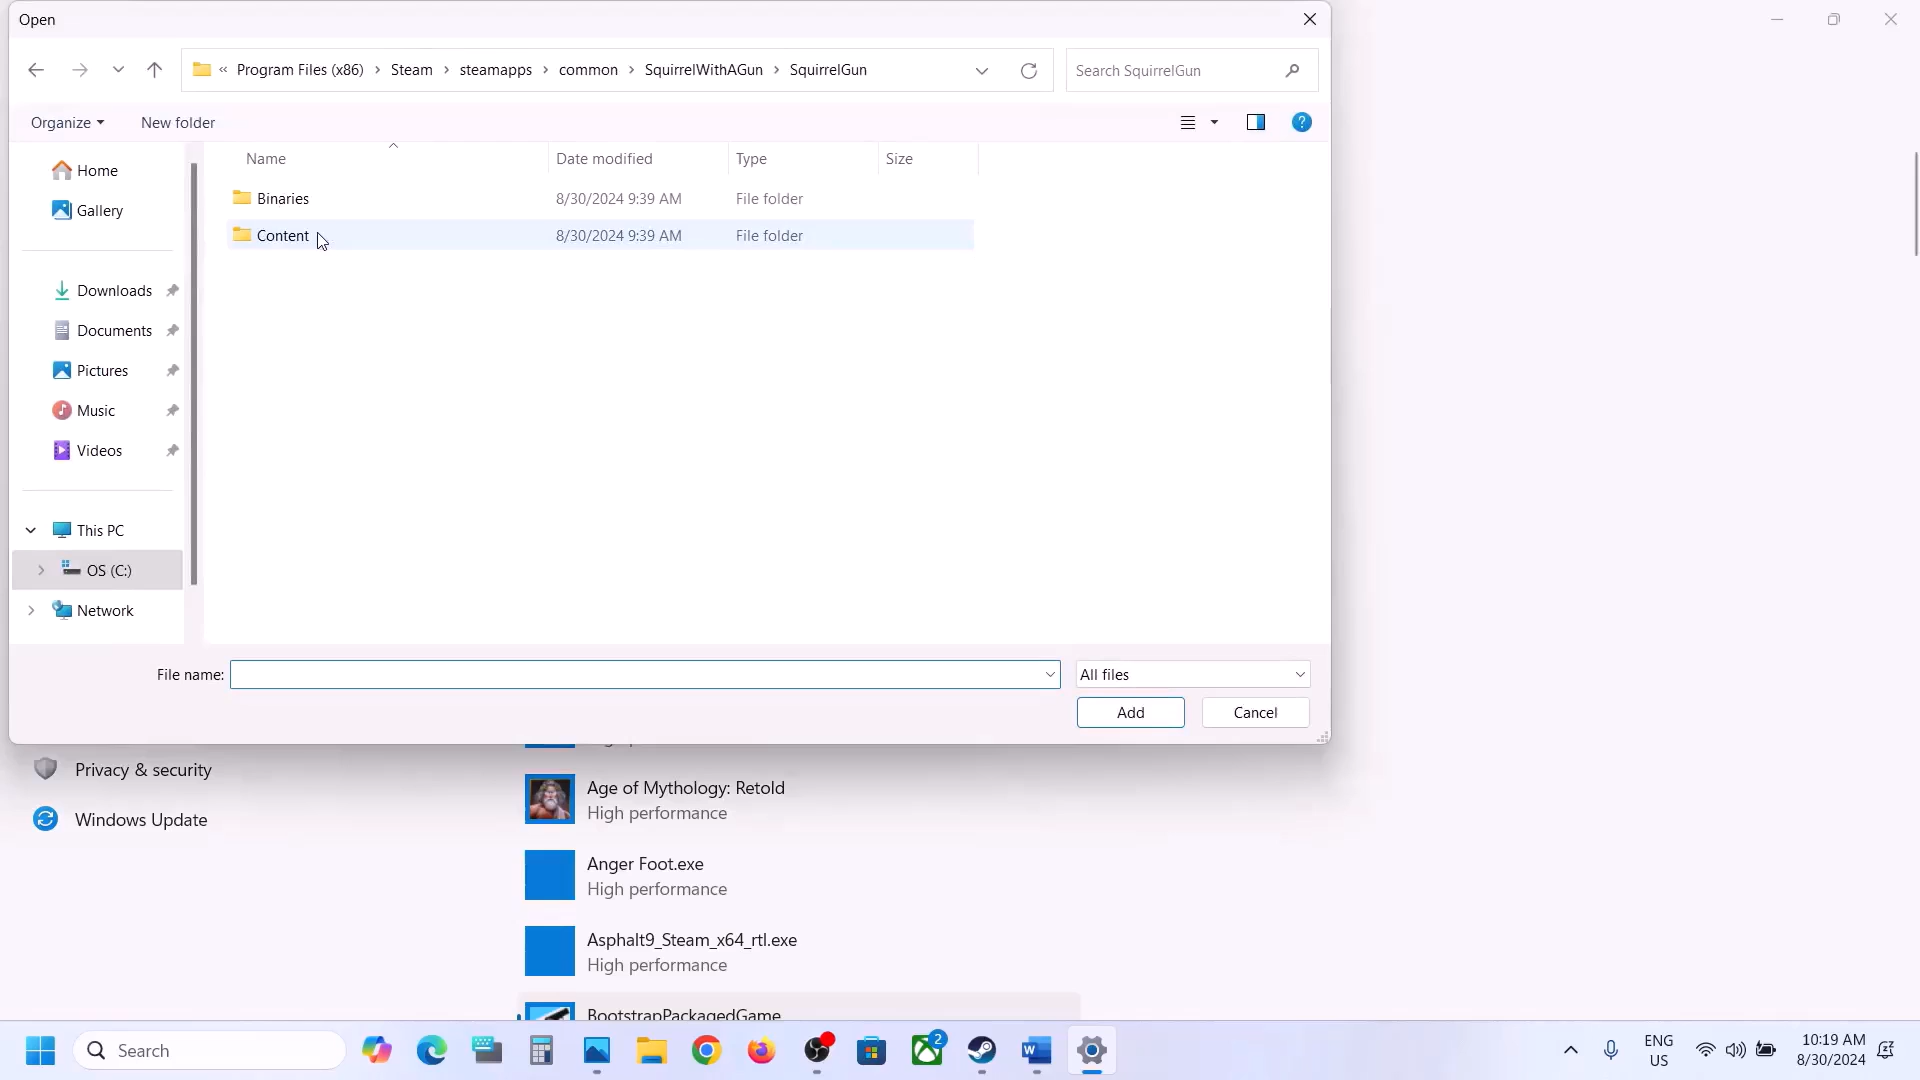 Open
« Program Files (x86) › Steam › steamapps › common › SquirrelWithAGun › SquirrelGun
Search SquirrelGun
Organize
New folder
?
Name
Date modified
Type
Size
Home
Gallery
Downloads
Documents
Pictures
Music
Videos
This PC
OS (C:)
Network
Binaries
8/30/2024 9:39 AM
File folder
Content
8/30/2024 9:39 AM
File folder
File name:
All files
Add
Cancel
Privacy & security
Windows Update
Age of Mythology: Retold
High performance
Anger Foot.exe
High performance
Asphalt9_Steam_x64_rtl.exe
High performance
BootstrapPackagedGame
Search
2
ENG
US
10:19 AM
8/30/2024